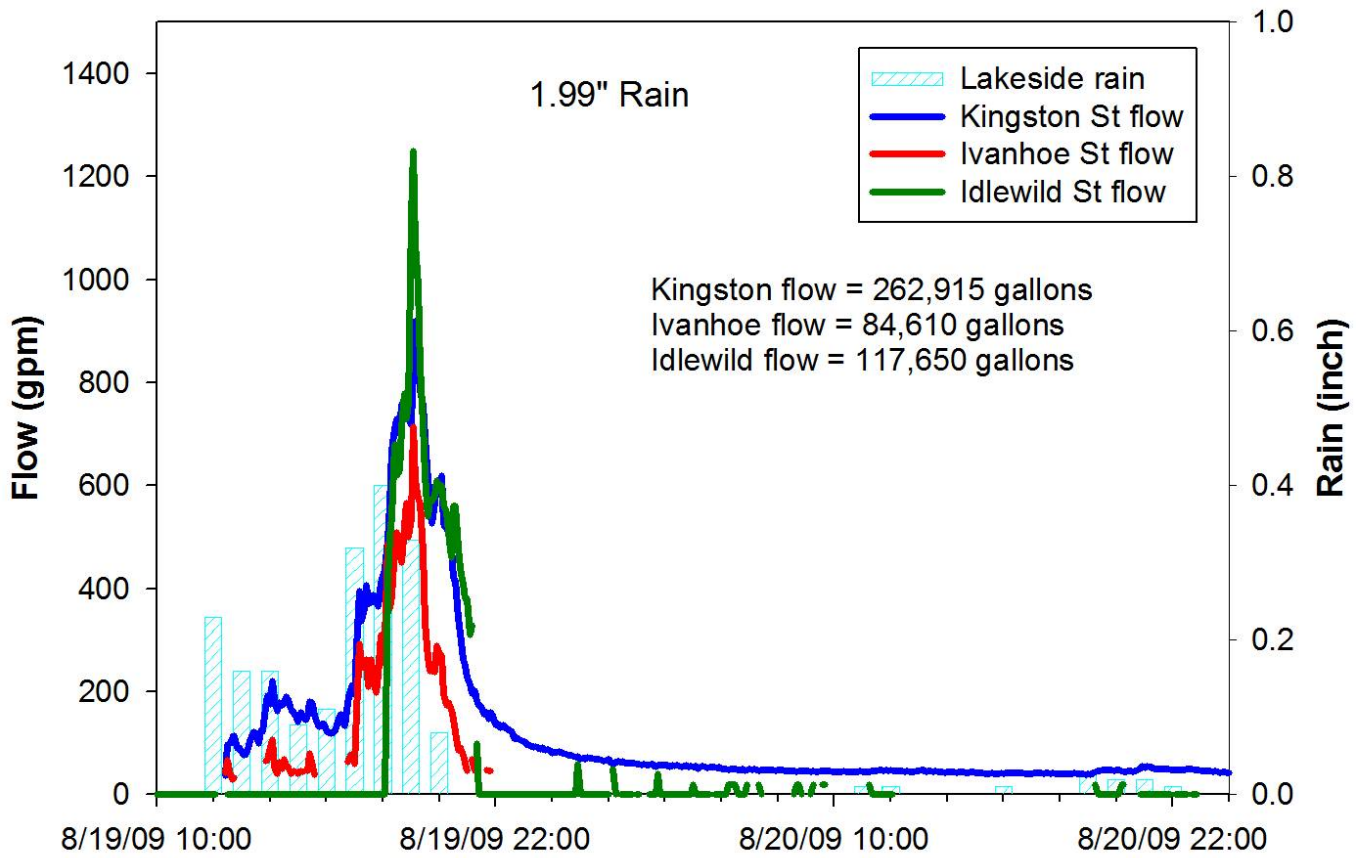 1.99" Rain
Lakeside rain
Kingston St flow
Ivanhoe St flow
Idlewild St flow
Kingston flow = 262,915 gallons
Ivanhoe flow = 84,610 gallons
Idlewild flow = 117,650 gallons
Flow (gpm)
1400
1200
1000
800
600
400
200
0
Rain (inch)
1.0
0.8
0.6
0.4
0.2
0.0
8/19/09 10:00
8/19/09 22:00
8/20/09 10:00
8/20/09 22:00